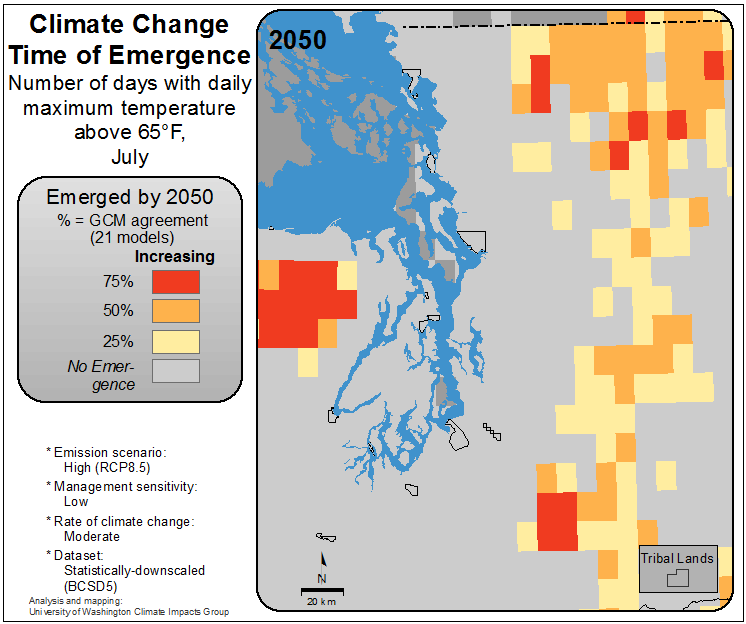 Climate Change
Time of Emergence
Number of days with daily
maximum temperature
above 65°F,
July
Emerged by 2050
% = GCM agreement
(21 models)
Increasing
75%
50%
25%
No Emer-
gence
* Emission scenario:
High (RCP8.5)
* Management sensitivity:
Low
* Rate of climate change:
Moderate
* Dataset:
Statistically-downscaled
(BCSD5)
Analysis and mapping:
University of Washington Climate Impacts Group
2050
N
20 km
Tribal Lands